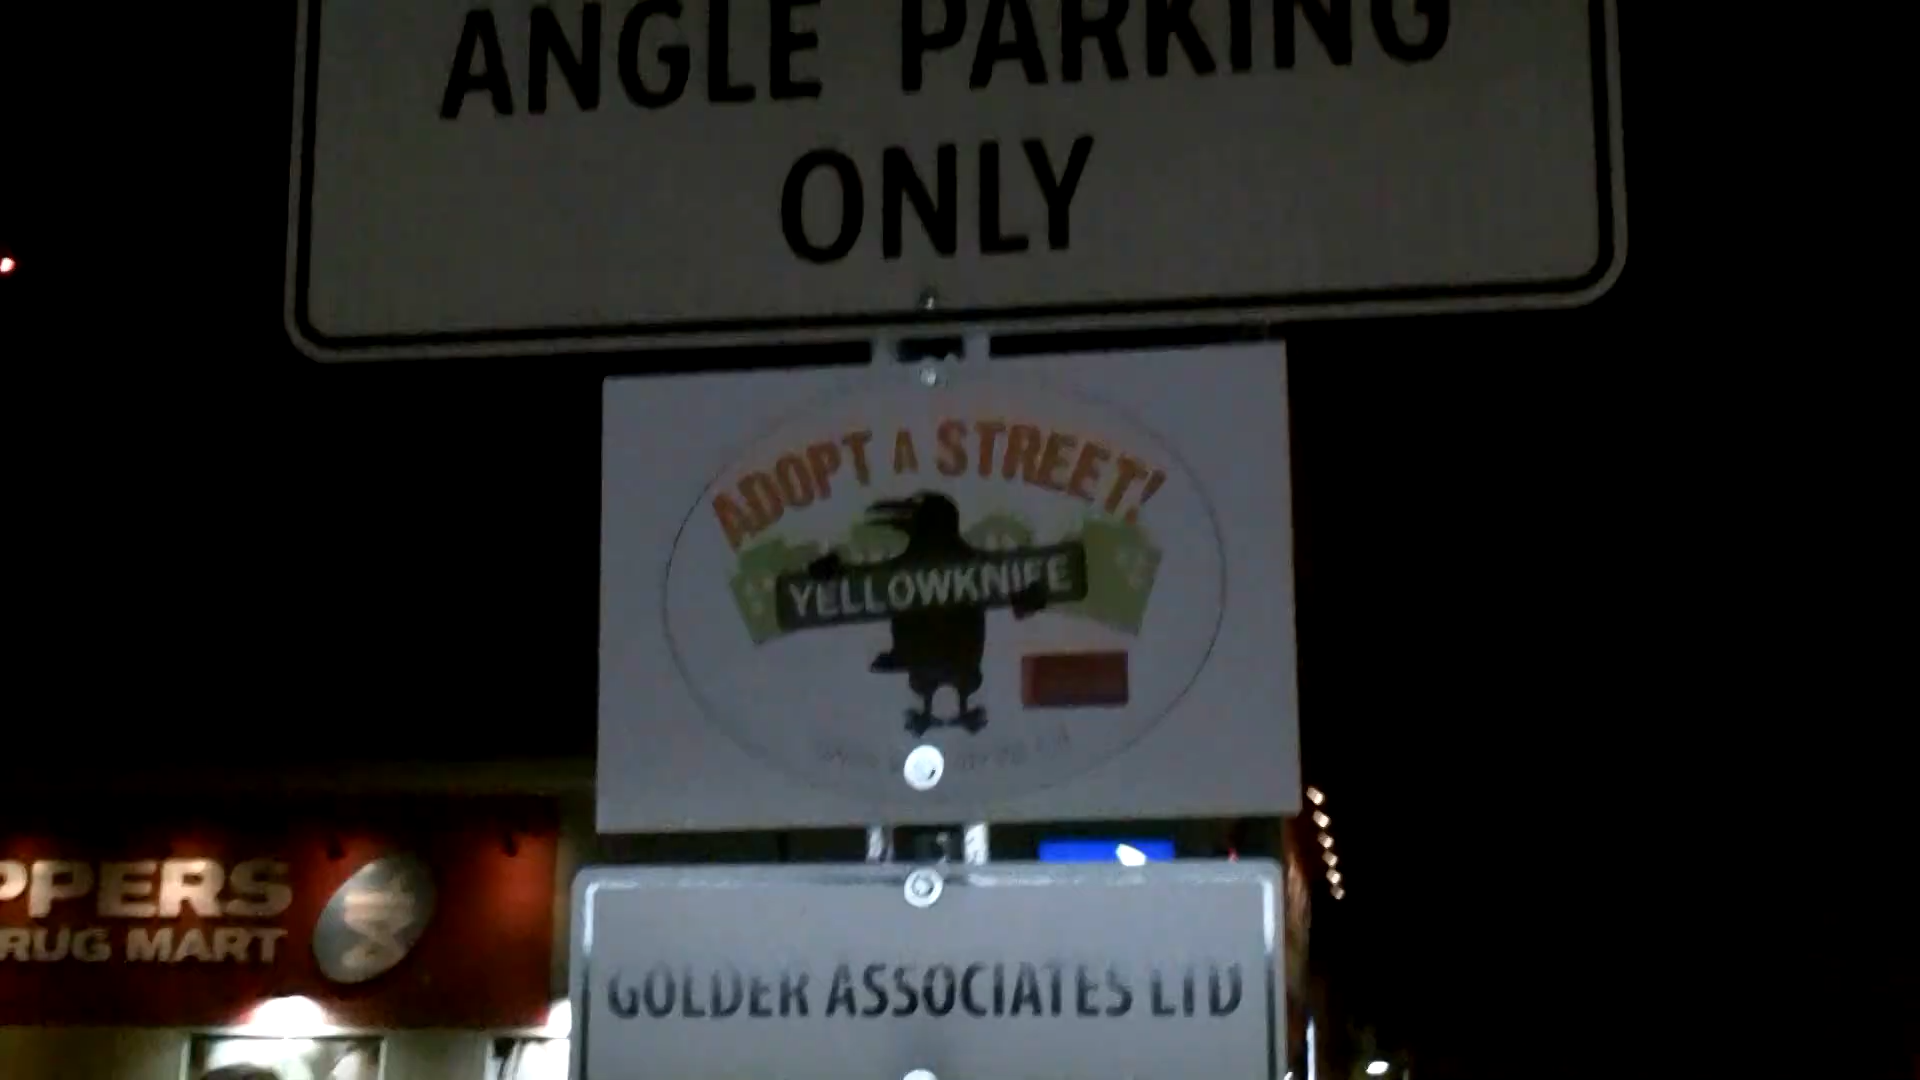 ANGLE PARKING
ONLY
ADOPT A STREET!
YELLOWKNIFE
PPERS
RUG MART
GOLDER ASSOCIATES LTD